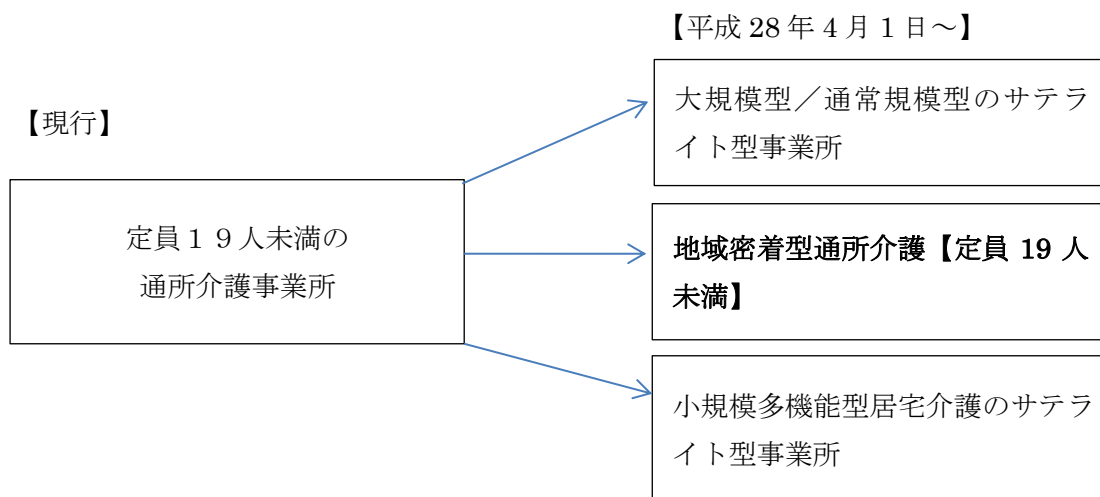 【平成 28 年 4 月 1 日～】
【現行】
定員１９人未満の
通所介護事業所
大規模型／通常規模型のサテラ
イト型事業所
地域密着型通所介護【定員 19 人
未満】
小規模多機能型居宅介護のサテラ
イト型事業所